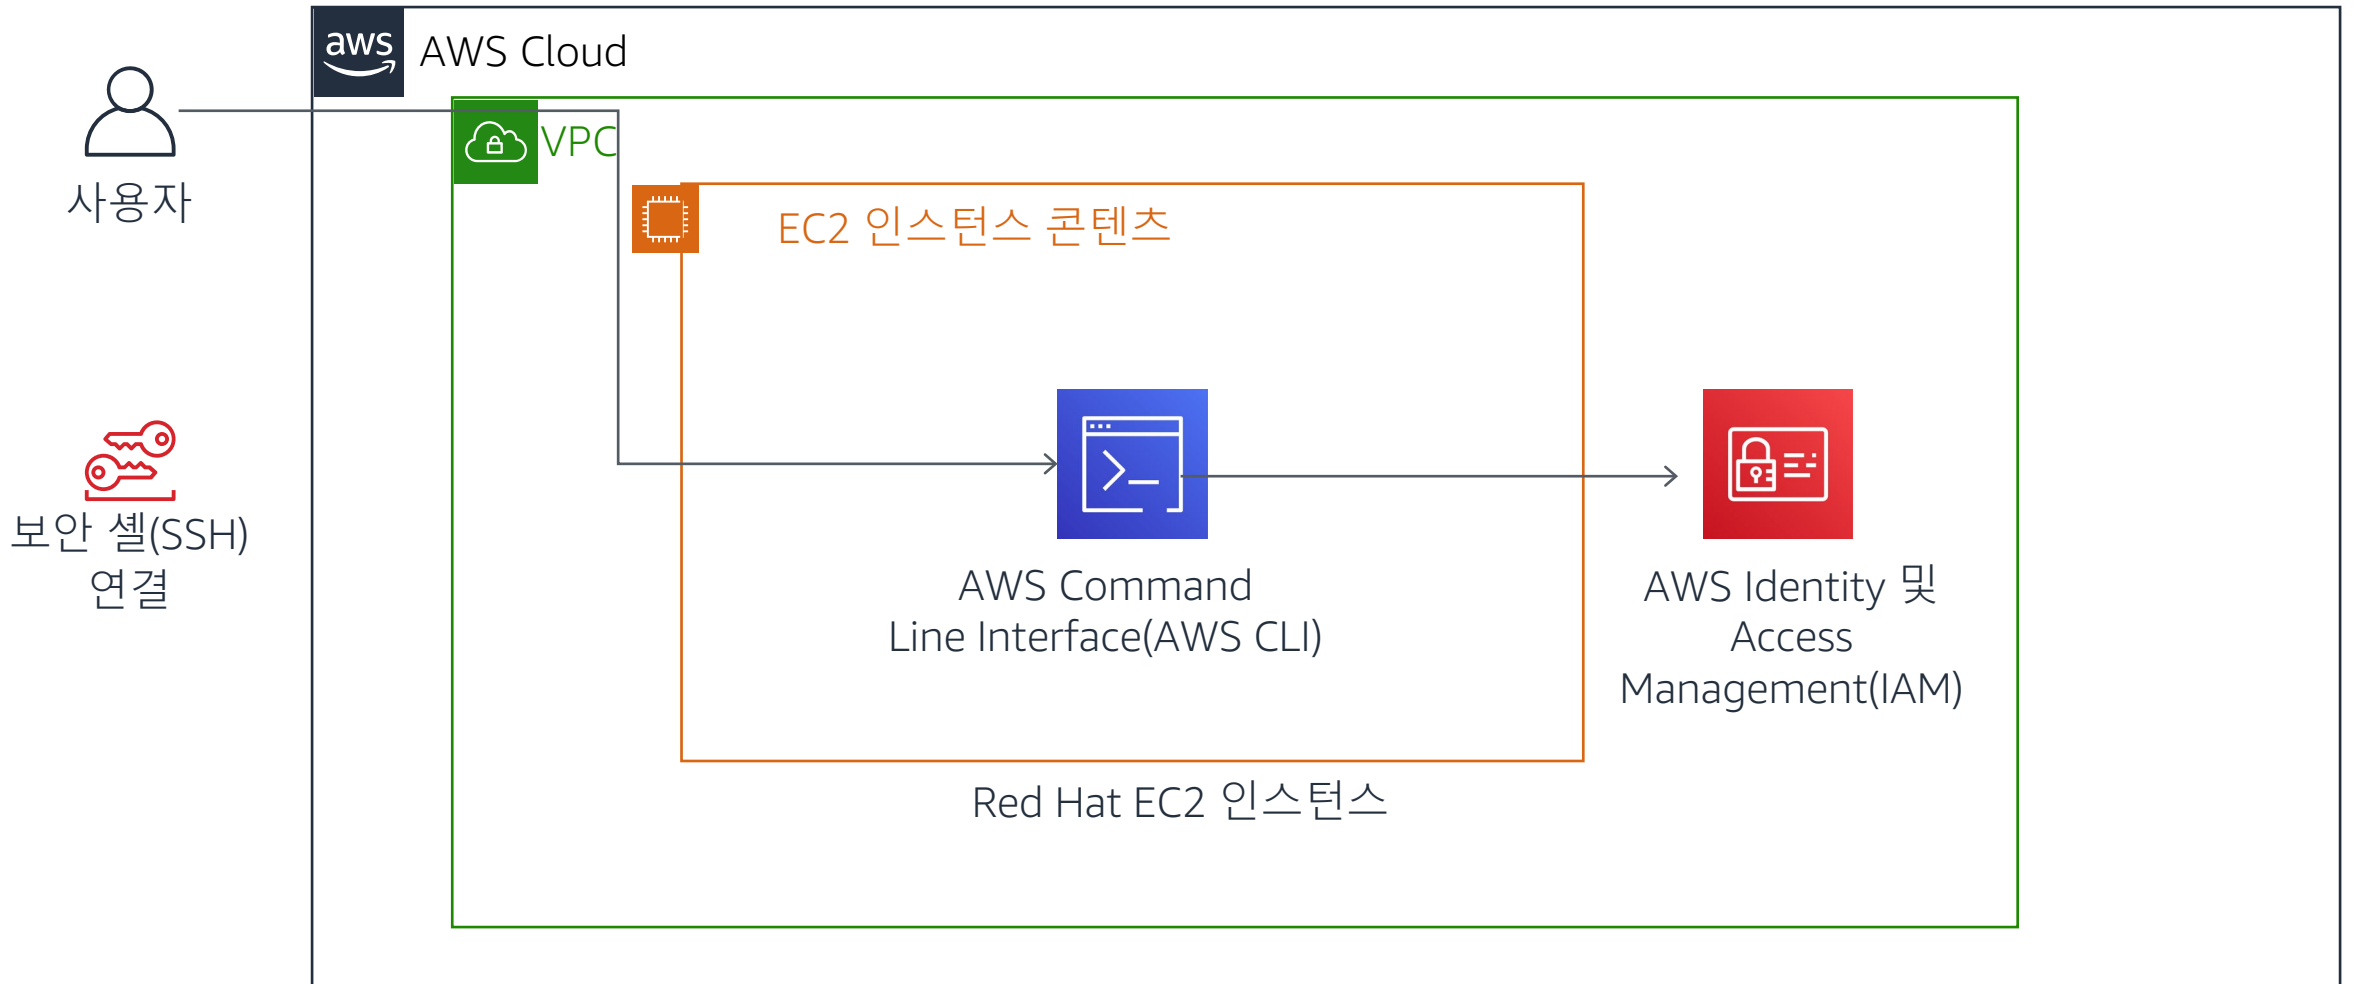 aws
AWS Cloud
VPC
사용자
EC2 인스턴스 콘텐츠
보안 셸(SSH)
연결
AWS Command
Line Interface(AWS CLI)
AWS Identity 및
Access
Management(IAM)
Red Hat EC2 인스턴스